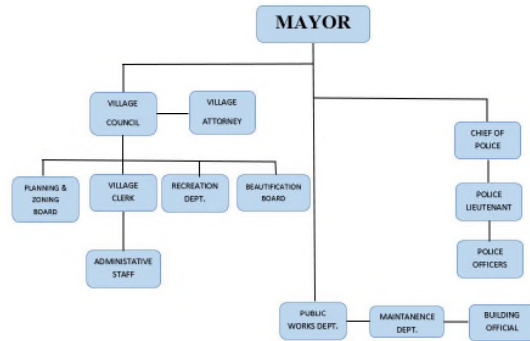 MAYOR
VILLAGE
COUNCIL
VILLAGE
ATTORNEY
CHIEF OF
POLICE
PLANNING &
ZONING
BOARD
VILLAGE
CLERK
RECREATION
DEPT.
BEAUTIFICATION
BOARD
POLICE
LIEUTENANT
ADMINISTATIVE
STAFF
POLICE
OFFICERS
PUBLIC
WORKS DEPT.
MAINTANENCE
DEPT.
BUILDING
OFFICIAL